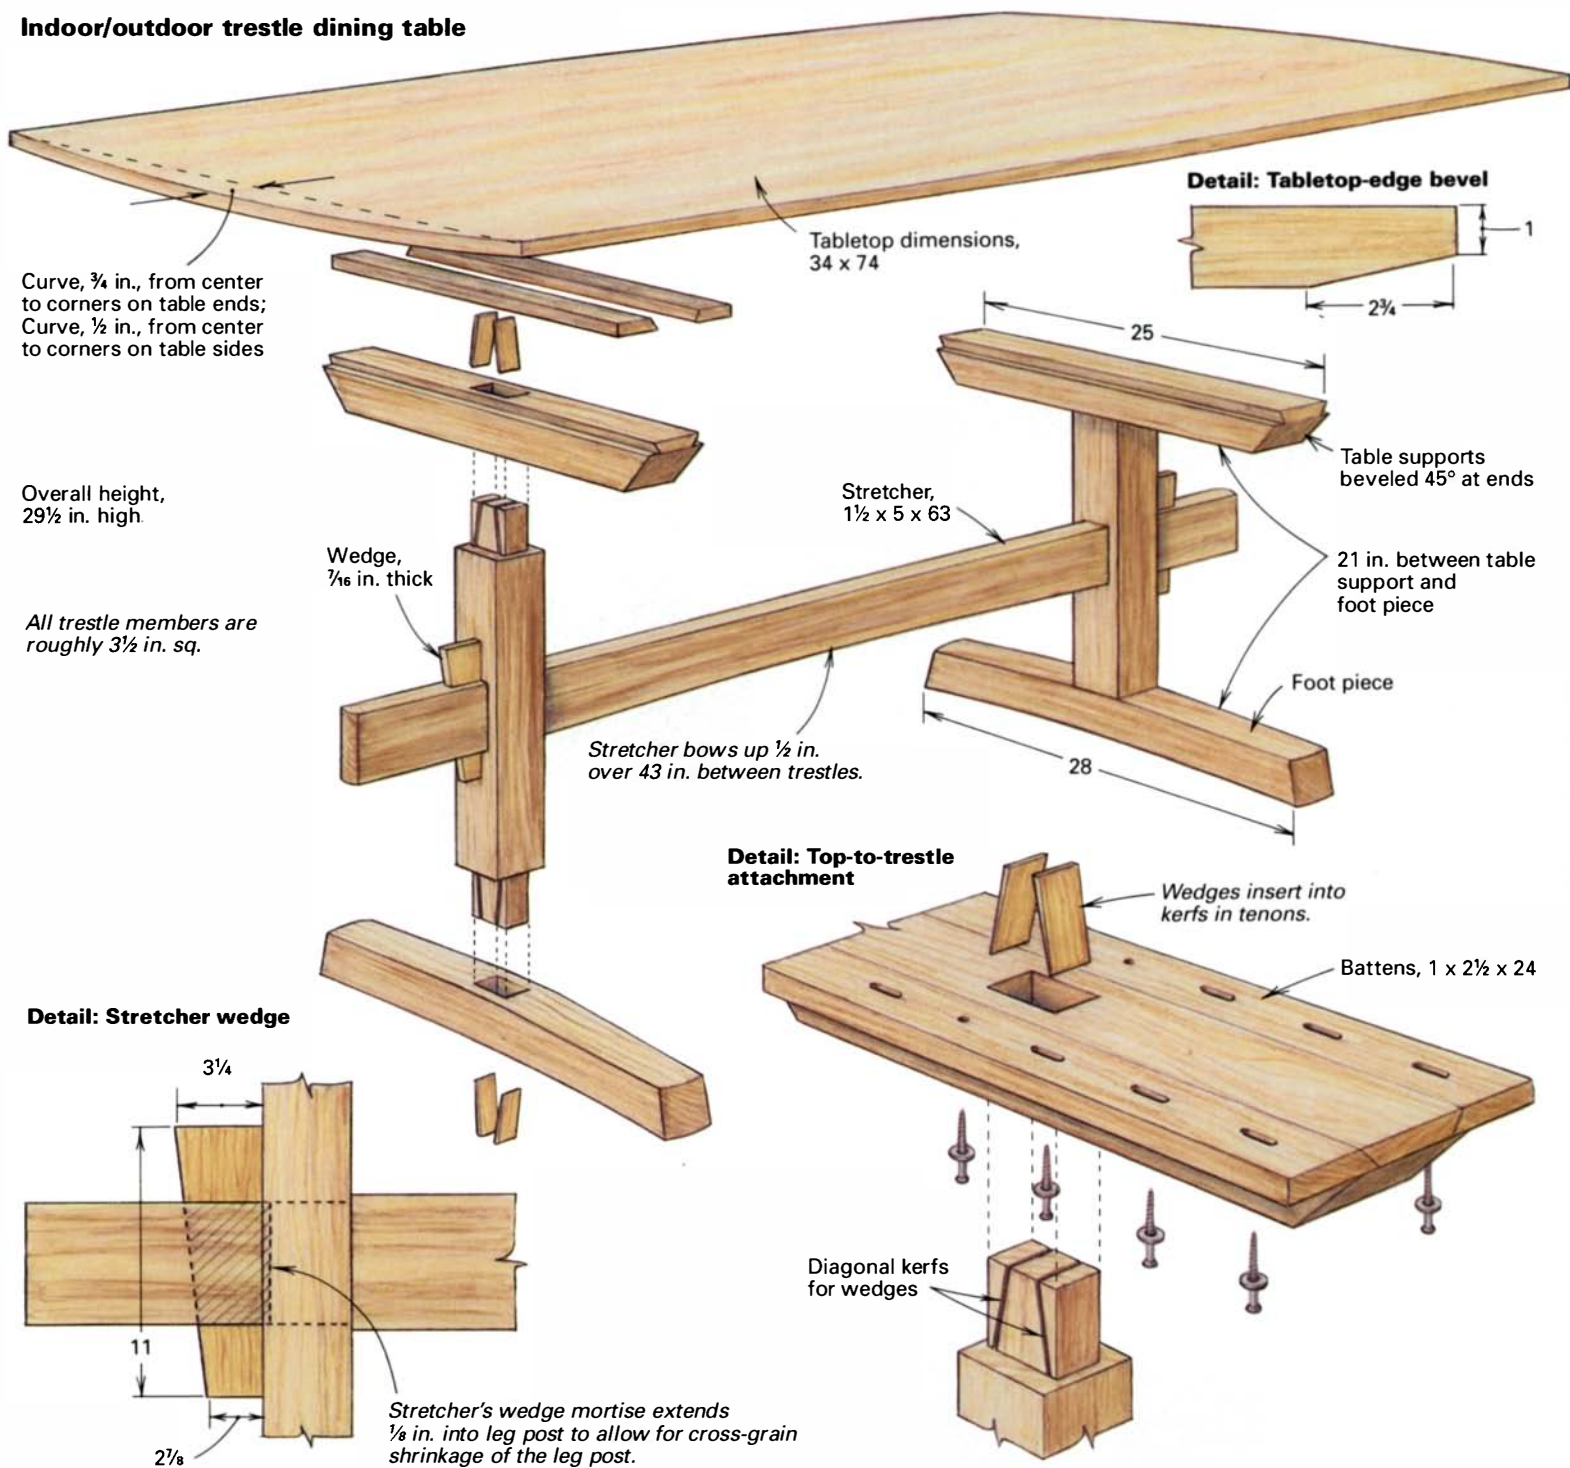 Indoor/outdoor trestle dining table
Detail: Tabletop-edge bevel
1
2¾
Tabletop dimensions,
34 x 74
Curve, ¾ in., from center
to corners on table ends;
Curve, ½ in., from center
to corners on table sides
25
Table supports
beveled 45° at ends
Overall height,
29½ in. high
Stretcher,
1½ x 5 x 63
Wedge,
7⁄16 in. thick
21 in. between table
support and
foot piece
All trestle members are
roughly 3½ in. sq.
Foot piece
Stretcher bows up ½ in.
over 43 in. between trestles.
28
Detail: Top-to-trestle
attachment
Wedges insert into
kerfs in tenons.
Battens, 1 x 2½ x 24
Detail: Stretcher wedge
3¼
11
2⅞
Diagonal kerfs
for wedges
Stretcher's wedge mortise extends
⅛ in. into leg post to allow for cross-grain
shrinkage of the leg post.